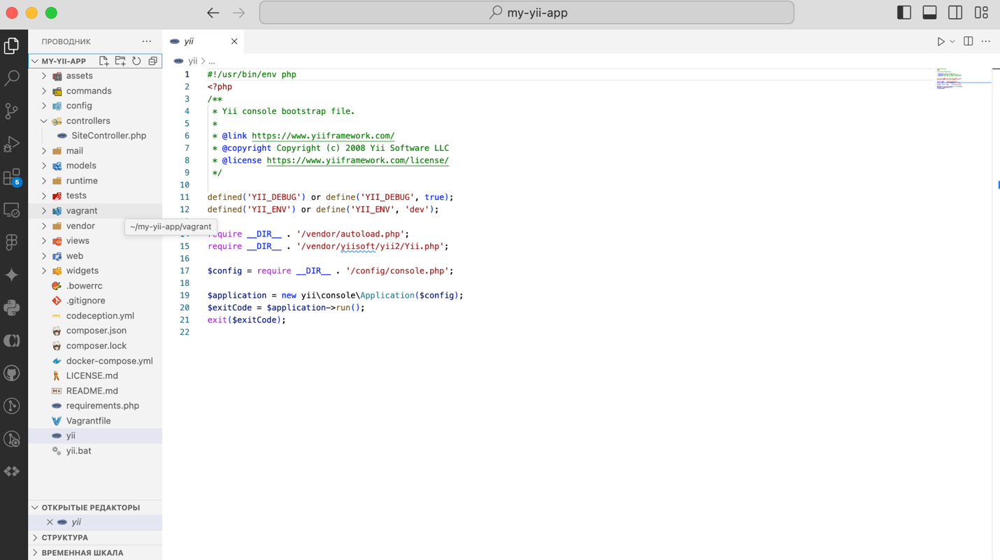 my-yii-app
ПРОВОДНИК
MY-YII-APP
assets
commands
config
controllers
SiteController.php
mail
models
runtime
tests
vagrant
vendor
views
web
widgets
.bowerrc
.gitignore
codeception.yml
composer.json
composer.lock
docker-compose.yml
LICENSE.md
README.md
requirements.php
Vagrantfile
yii
yii.bat
ОТКРЫТЫЕ РЕДАКТОРЫ
yii
СТРУКТУРА
ВРЕМЕННАЯ ШКАЛА
5
~/my-yii-app/vagrant
yii
yii > ...
1 #!/usr/bin/env php
2 <?php
3 /**
4 * Yii console bootstrap file.
5 *
6 * @link https://www.yiiframework.com/
7 * @copyright Copyright (c) 2008 Yii Software LLC
8 * @license https://www.yiiframework.com/license/
9 */
10
11 defined('YII_DEBUG') or define('YII_DEBUG', true);
12 defined('YII_ENV') or define('YII_ENV', 'dev');
14 require __DIR__ . '/vendor/autoload.php';
15 require __DIR__ . '/vendor/yiisoft/yii2/Yii.php';
16
17 $config = require __DIR__ . '/config/console.php';
18
19 $application = new yii\console\Application($config);
20 $exitCode = $application->run();
21 exit($exitCode);
22